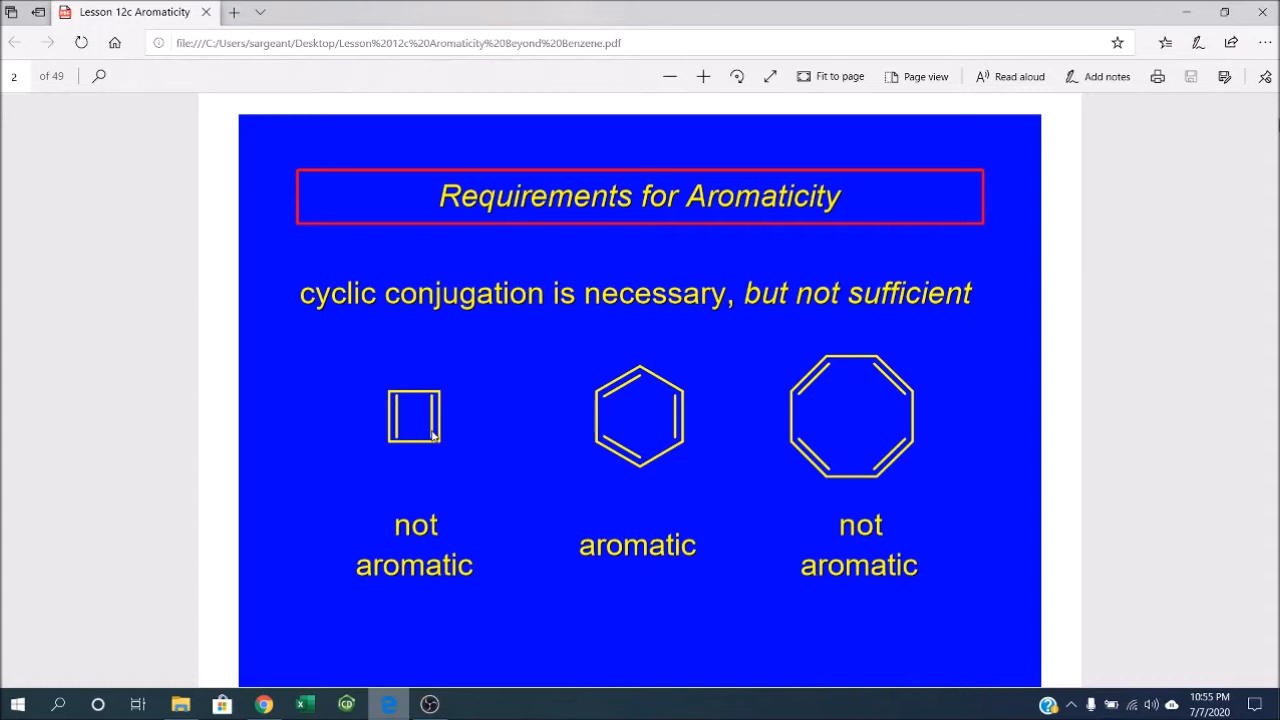 Lesson 12c Aromaticity
file:///C:/Users/sargeant/Desktop/Lesson%2012c%20Aromaticity%20Beyond%20Benzene.pdf
2 of 49 Fit to page Page view Read aloud Add notes
Requirements for Aromaticity
cyclic conjugation is necessary, but not sufficient
not
aromatic
aromatic
not
aromatic
10:55 PM
7/7/2020